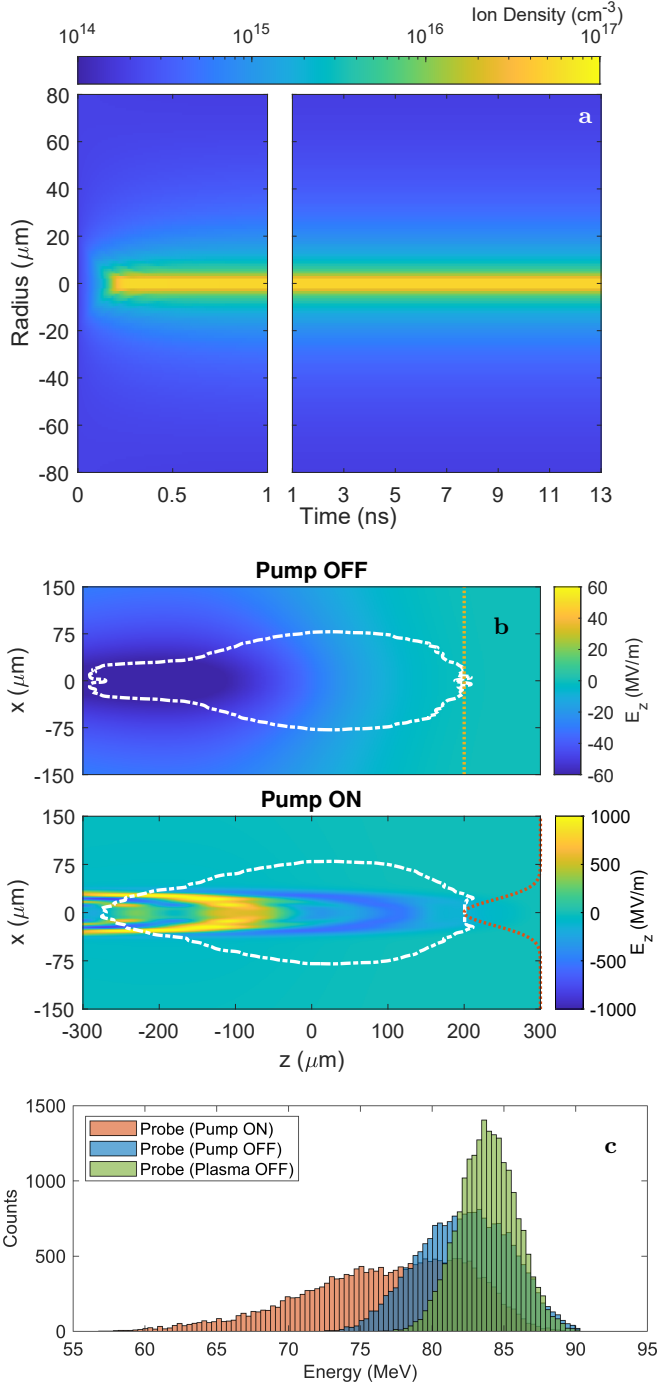 Ion Density (cm⁻³)
10¹⁴ 10¹⁵ 10¹⁶ 10¹⁷
a
80
60
40
20
0
-20
-40
-60
-80
Radius (μm)
0 0.5 1 1 3 5 7 9 11 13
Time (ns)
Pump OFF
b
150
75
0
-75
-150
x (μm)
60
40
20
0
-20
-40
-60
E_z (MV/m)
Pump ON
150
75
0
-75
-150
x (μm)
1000
500
0
-500
-1000
E_z (MV/m)
-300 -200 -100 0 100 200 300
z (μm)
1500
1000
500
0
Counts
Probe (Pump ON)
Probe (Pump OFF)
Probe (Plasma OFF)
c
55 60 65 70 75 80 85 90 95
Energy (MeV)